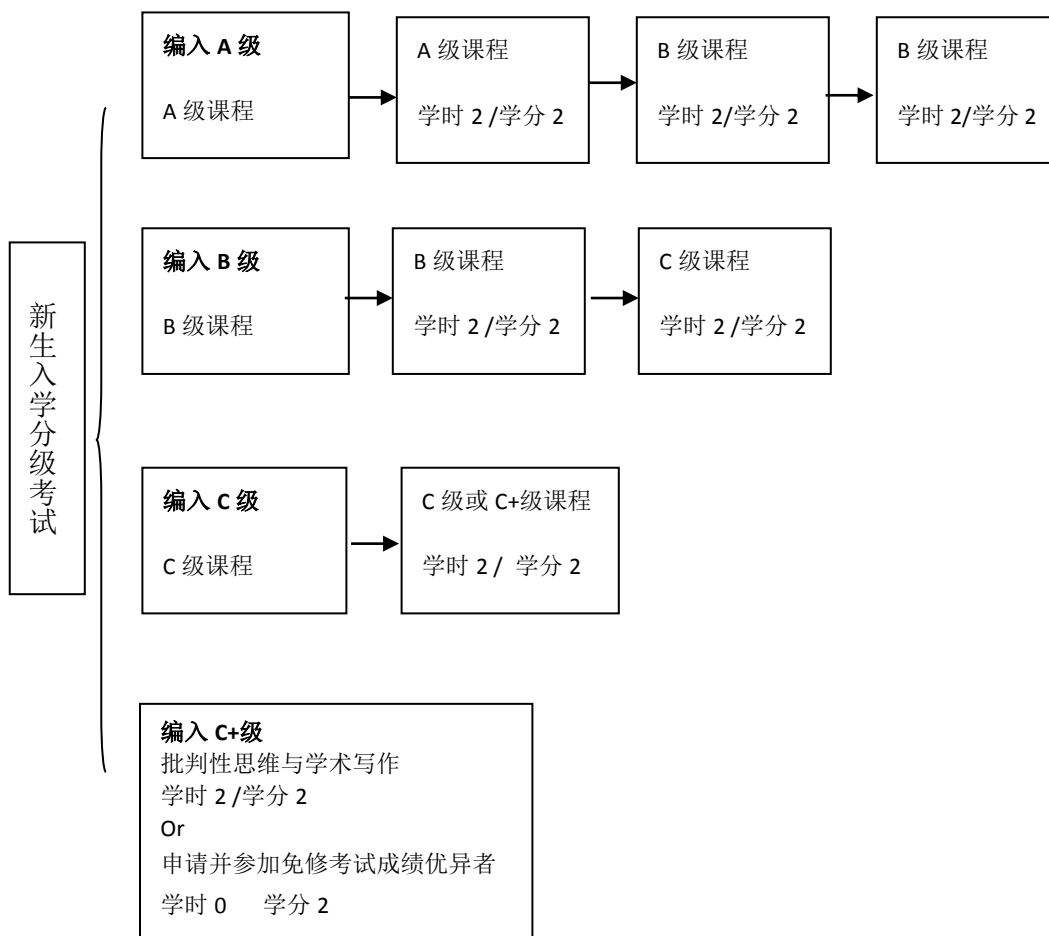 新生入学分级考试
编入 A 级
A 级课程
A 级课程
学时 2 /学分 2
B 级课程
学时 2/学分 2
B 级课程
学时 2/学分 2
编入 B 级
B 级课程
B 级课程
学时 2 /学分 2
C 级课程
学时 2 /学分 2
编入 C 级
C 级课程
C 级或 C+级课程
学时 2 / 学分 2
编入 C+级
批判性思维与学术写作
学时 2 /学分 2
Or
申请并参加免修考试成绩优异者
学时 0 学分 2